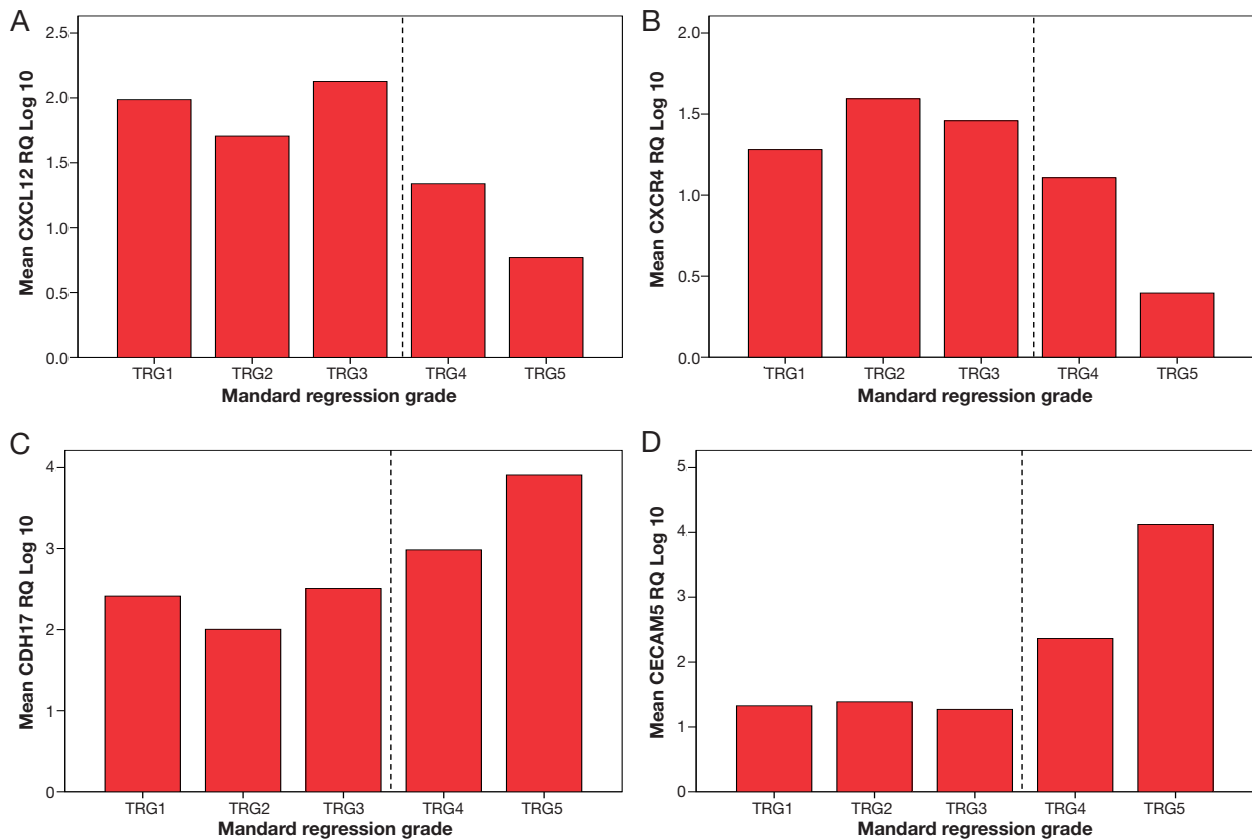 A
Mean CXCL12 RQ Log 10
2.5
2.0
1.5
1.0
0.5
0.0
TRG1 TRG2 TRG3 TRG4 TRG5
Mandard regression grade
B
Mean CXCR4 RQ Log 10
2.0
1.5
1.0
0.5
0.0
TRG1 TRG2 TRG3 TRG4 TRG5
Mandard regression grade
C
Mean CDH17 RQ Log 10
4
3
2
1
0
TRG1 TRG2 TRG3 TRG4 TRG5
Mandard regression grade
D
Mean CECAM5 RQ Log 10
5
4
3
2
1
0
TRG1 TRG2 TRG3 TRG4 TRG5
Mandard regression grade